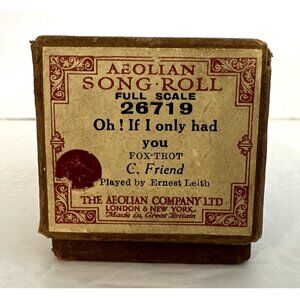 AEOLIAN
SONG·ROLL
FULL SCALE
26719
Oh! If I only had
you
FOX-TROT
C. Friend
Played by Ernest Leith
THE AEOLIAN COMPANY LTD
LONDON & NEW YORK.
Made in Great Britain